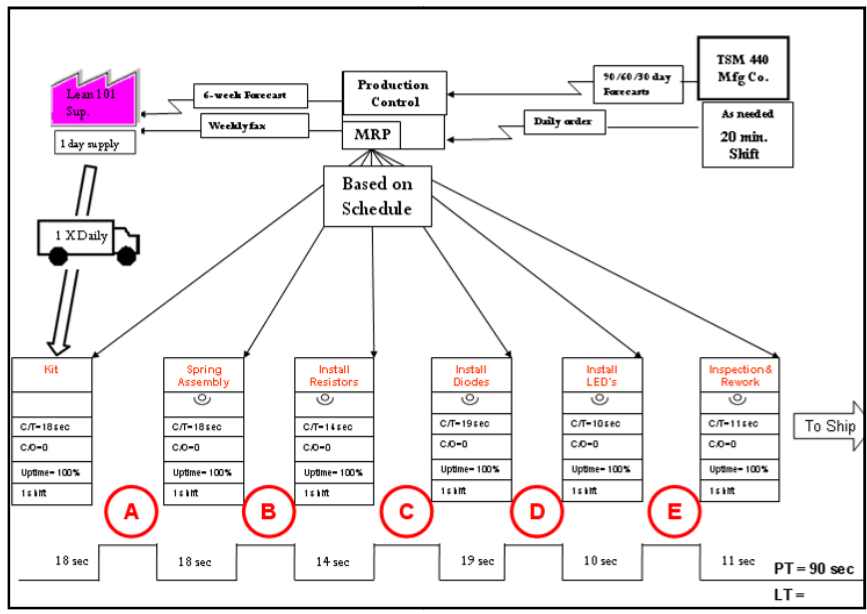 TSM 440
Mfg Co.
90/60/30 day
Forecasts
Production
Control
6-week Forecast
Lean 101
Sup.
Weekly fax
MRP
Daily order
As needed
20 min.
Shift
1 day supply
Based on
Schedule
1 X Daily
Kit
C/T=18 sec
C/O=0
Uptime= 100%
1 shift
Spring
Assembly
C/T=18 sec
C/O=0
Uptime= 100%
1 shift
Install
Resistors
C/T=14 sec
C/O=0
Uptime= 100%
1 shift
Install
Diodes
C/T=19 sec
C/O=0
Uptime= 100%
1 shift
Install
LED's
C/T=10 sec
C/O=0
Uptime= 100%
1 shift
Inspection &
Rework
C/T=11 sec
C/O=0
Uptime= 100%
1 shift
To Ship
A
B
C
D
E
18 sec
18 sec
14 sec
19 sec
10 sec
11 sec
PT = 90 sec
LT =